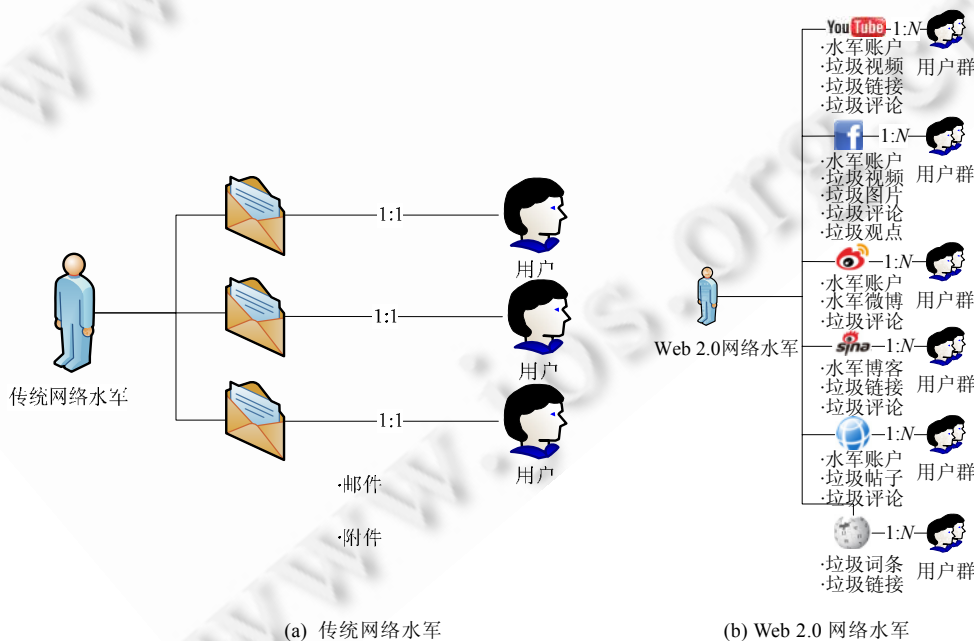 1:1
用户
1:1
用户
1:1
用户
传统网络水军
·邮件
·附件
(a) 传统网络水军
YouTube 1:N
·水军账户
·垃圾视频
·垃圾链接
·垃圾评论
用户群
f 1:N
·水军账户
·垃圾视频
·垃圾图片
·垃圾评论
·垃圾观点
用户群
1:N
·水军账户
·水军微博
·垃圾评论
用户群
Web 2.0网络水军
sina 1:N
·水军博客
·垃圾链接
·垃圾评论
用户群
1:N
·水军账户
·垃圾帖子
·垃圾评论
用户群
1:N
·垃圾词条
·垃圾链接
用户群
(b) Web 2.0 网络水军
www.jos.org